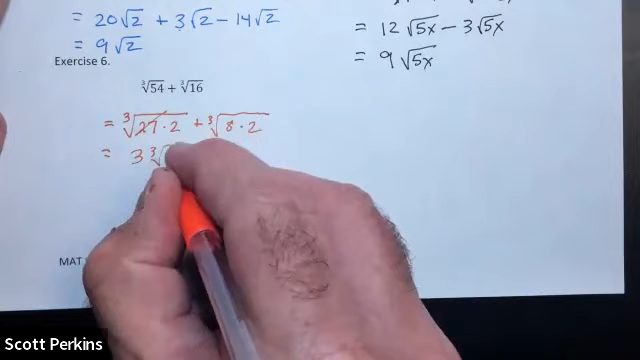 = 20√2 + 3√2 − 14√2
= 9√2
= 12√5x − 3√5x
= 9√5x
Exercise 6.
∛54 + ∛16
= ∛27·2 + ∛8·2
= 3∛
MAT
Scott Perkins